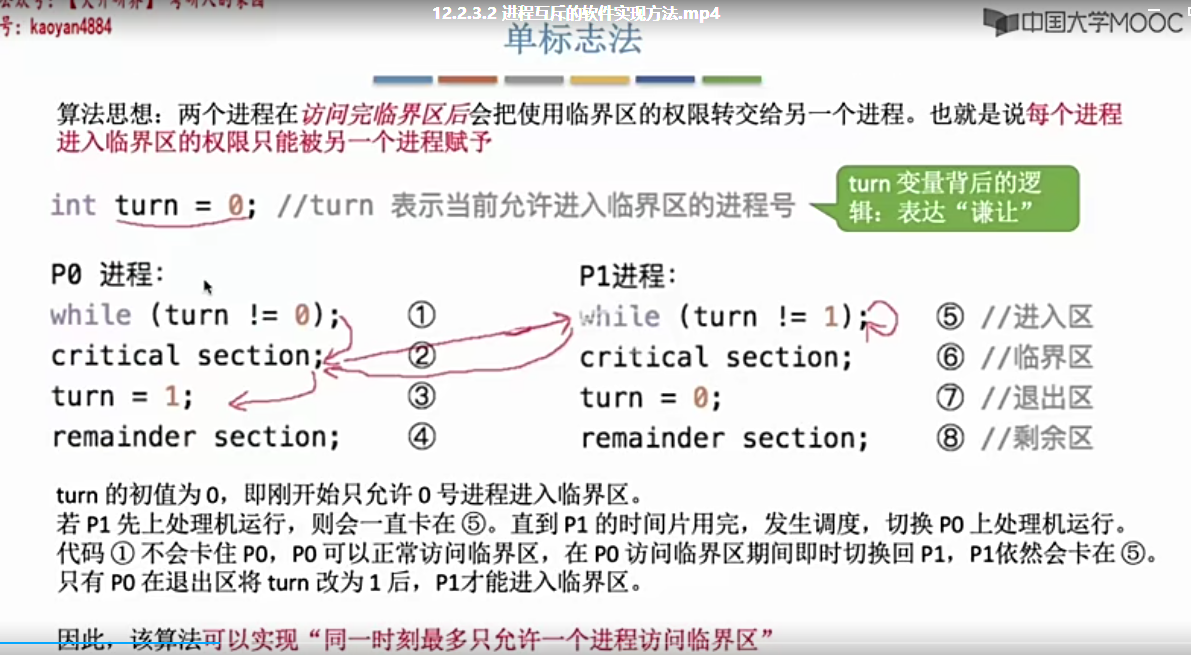 12.2.3.2 进程互斥的软件实现方法.mp4
号：kaoyan4884
中国大学MOOC
单标志法
算法思想：两个进程在访问完临界区后会把使用临界区的权限转交给另一个进程。也就是说每个进程
进入临界区的权限只能被另一个进程赋予
int turn = 0; //turn 表示当前允许进入临界区的进程号
turn 变量背后的逻
辑：表达“谦让”
P0 进程：
while (turn != 0); ①
critical section; ②
turn = 1; ③
remainder section; ④
P1进程：
while (turn != 1); ⑤ //进入区
critical section; ⑥ //临界区
turn = 0; ⑦ //退出区
remainder section; ⑧ //剩余区
turn 的初值为 0，即刚开始只允许 0 号进程进入临界区。
若 P1 先上处理机运行，则会一直卡在 ⑤。直到 P1 的时间片用完，发生调度，切换 P0 上处理机运行。
代码 ① 不会卡住 P0，P0 可以正常访问临界区，在 P0 访问临界区期间即时切换回 P1，P1依然会卡在 ⑤。
只有 P0 在退出区将 turn 改为 1 后，P1才能进入临界区。
因此，该算法可以实现“同一时刻最多只允许一个进程访问临界区”